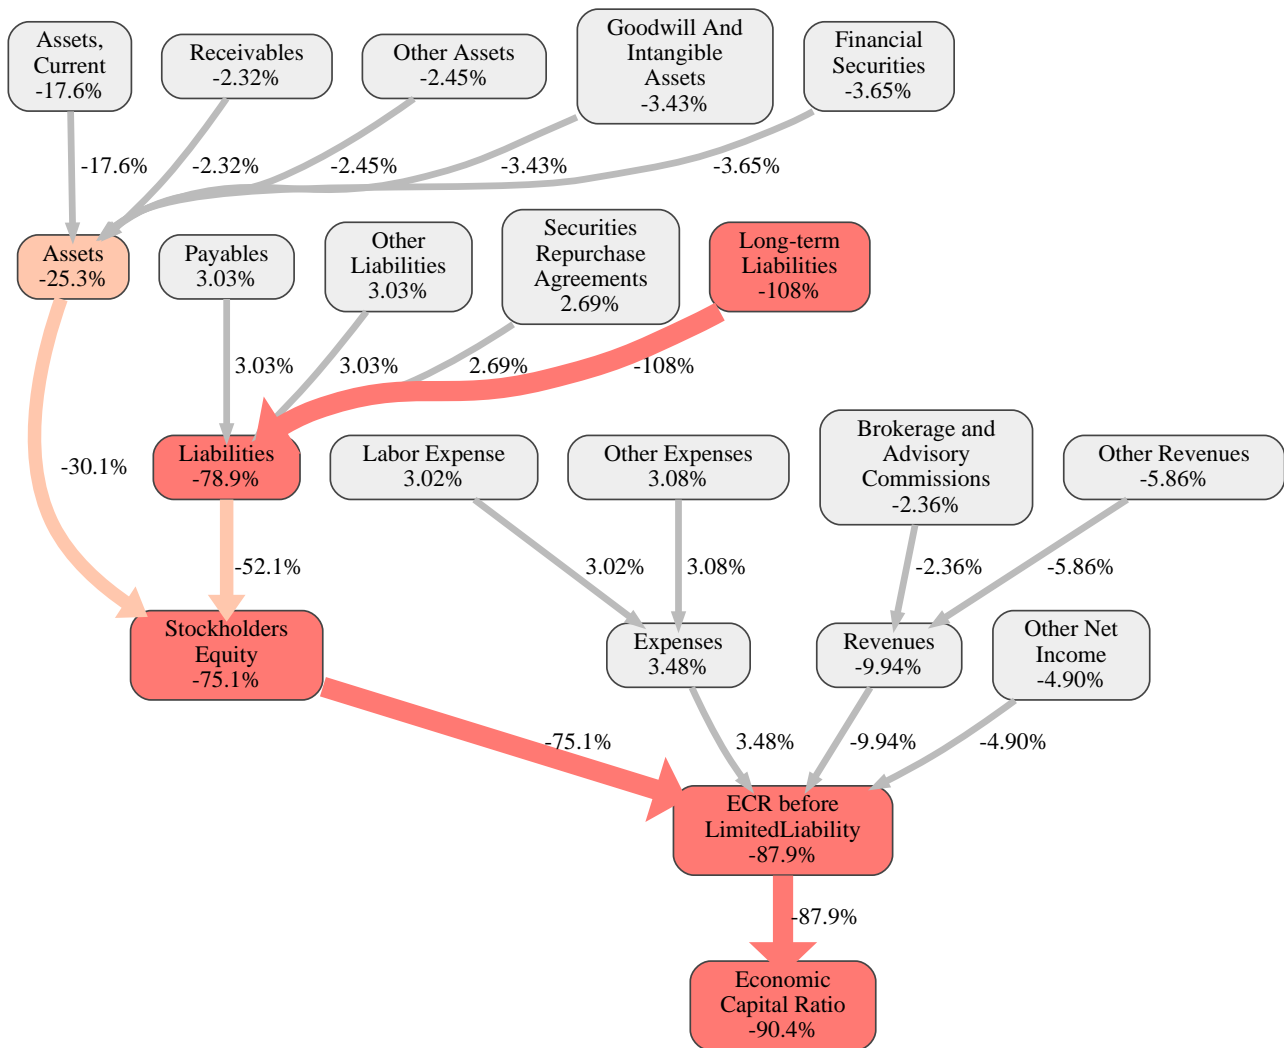 Assets,
Current
-17.6%
Receivables
-2.32%
Other Assets
-2.45%
Goodwill And
Intangible
Assets
-3.43%
Financial
Securities
-3.65%
-17.6%
-2.32%
-2.45%
-3.43%
-3.65%
Assets
-25.3%
Payables
3.03%
Other
Liabilities
3.03%
Securities
Repurchase
Agreements
2.69%
Long-term
Liabilities
-108%
3.03%
3.03%
2.69%
-108%
-30.1%
Liabilities
-78.9%
Labor Expense
3.02%
Other Expenses
3.08%
Brokerage and
Advisory
Commissions
-2.36%
Other Revenues
-5.86%
-52.1%
3.02%
3.08%
-2.36%
-5.86%
Stockholders
Equity
-75.1%
Expenses
3.48%
Revenues
-9.94%
Other Net
Income
-4.90%
-75.1%
3.48%
-9.94%
-4.90%
ECR before
LimitedLiability
-87.9%
-87.9%
Economic
Capital Ratio
-90.4%